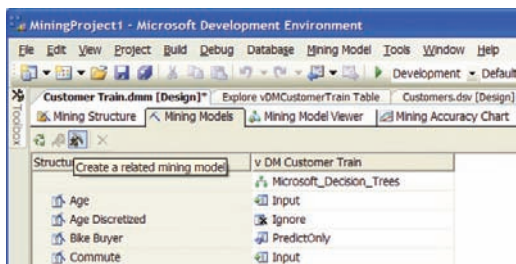 MiningProject1 - Microsoft Development Environment
File Edit View Project Build Debug Database Mining Model Tools Window Help
Development Default
Toolbox
Customer Train.dmm [Design]* Explore vDMCustomerTrain Table Customers.dsv [Design]
Mining Structure Mining Models Mining Model Viewer Mining Accuracy Chart
Structu v DM Customer Train
Create a related mining model
Microsoft_Decision_Trees
Age Input
Age Discretized Ignore
Bike Buyer PredictOnly
Commute Input